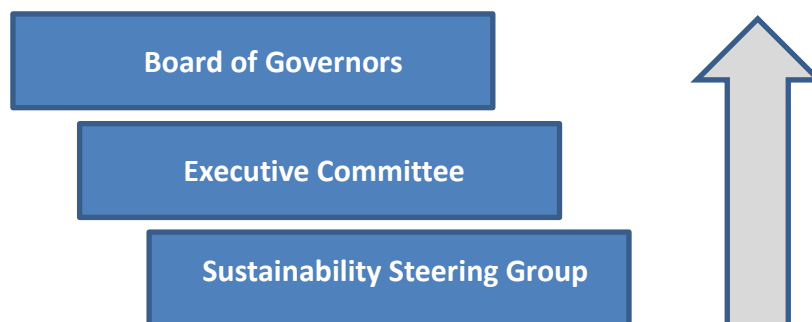 Board of Governors
Executive Committee
Sustainability Steering Group